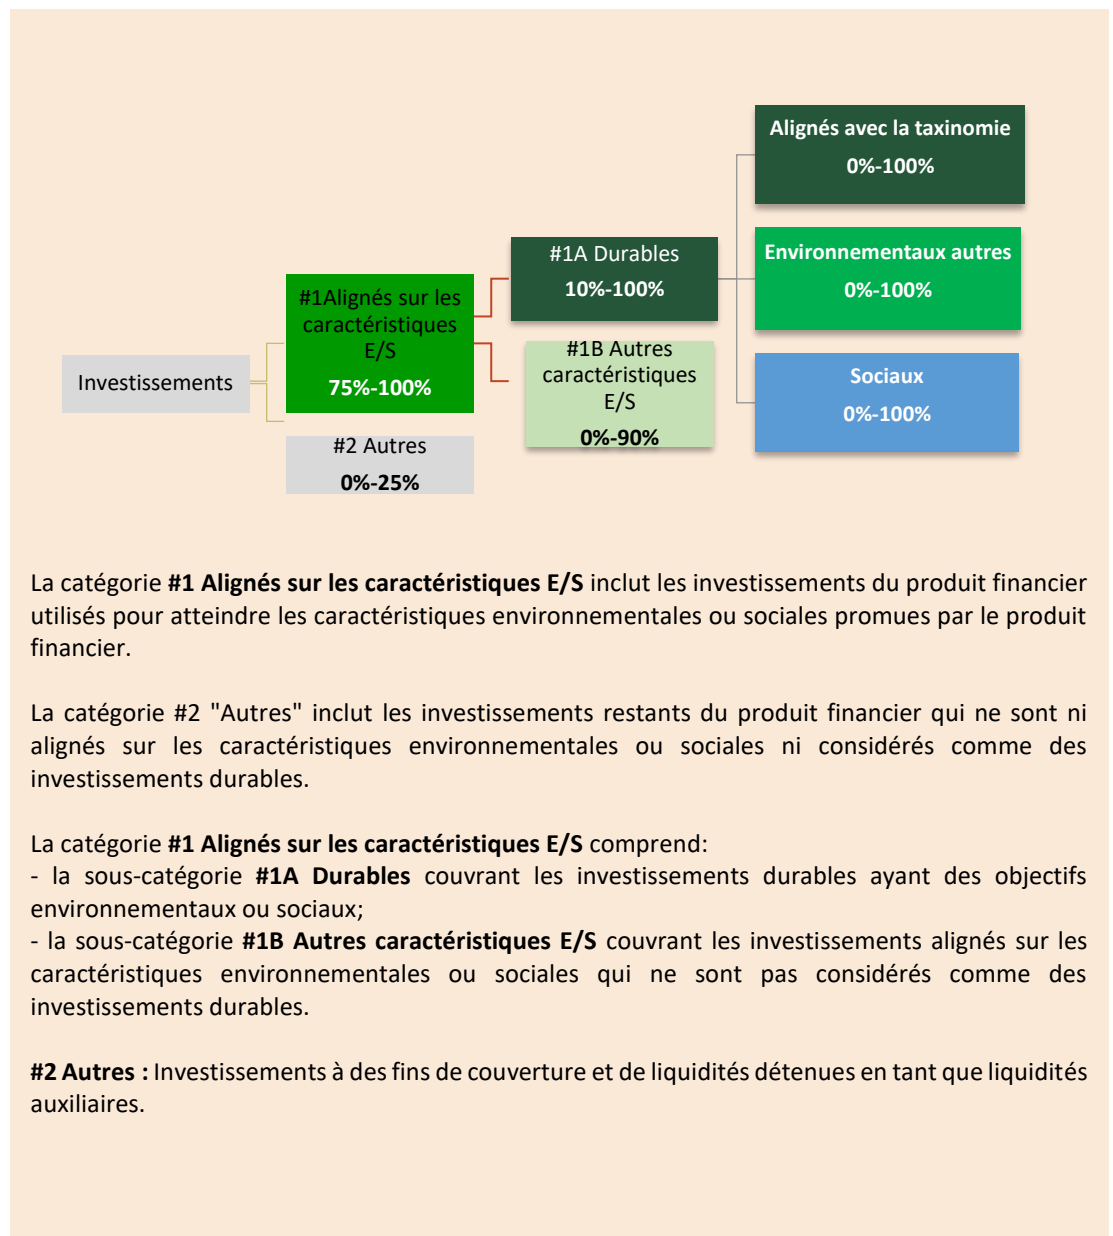 Investissements
#1Alignés sur les
caractéristiques
E/S
75%-100%
#2 Autres
0%-25%
#1A Durables
10%-100%
#1B Autres
caractéristiques
E/S
0%-90%
Alignés avec la taxinomie
0%-100%
Environnementaux autres
0%-100%
Sociaux
0%-100%
La catégorie #1 Alignés sur les caractéristiques E/S inclut les investissements du produit financier
utilisés pour atteindre les caractéristiques environnementales ou sociales promues par le produit
financier.
La catégorie #2 "Autres" inclut les investissements restants du produit financier qui ne sont ni
alignés sur les caractéristiques environnementales ou sociales ni considérés comme des
investissements durables.
La catégorie #1 Alignés sur les caractéristiques E/S comprend:
- la sous-catégorie #1A Durables couvrant les investissements durables ayant des objectifs
environnementaux ou sociaux;
- la sous-catégorie #1B Autres caractéristiques E/S couvrant les investissements alignés sur les
caractéristiques environnementales ou sociales qui ne sont pas considérés comme des
investissements durables.
#2 Autres : Investissements à des fins de couverture et de liquidités détenues en tant que liquidités
auxiliaires.